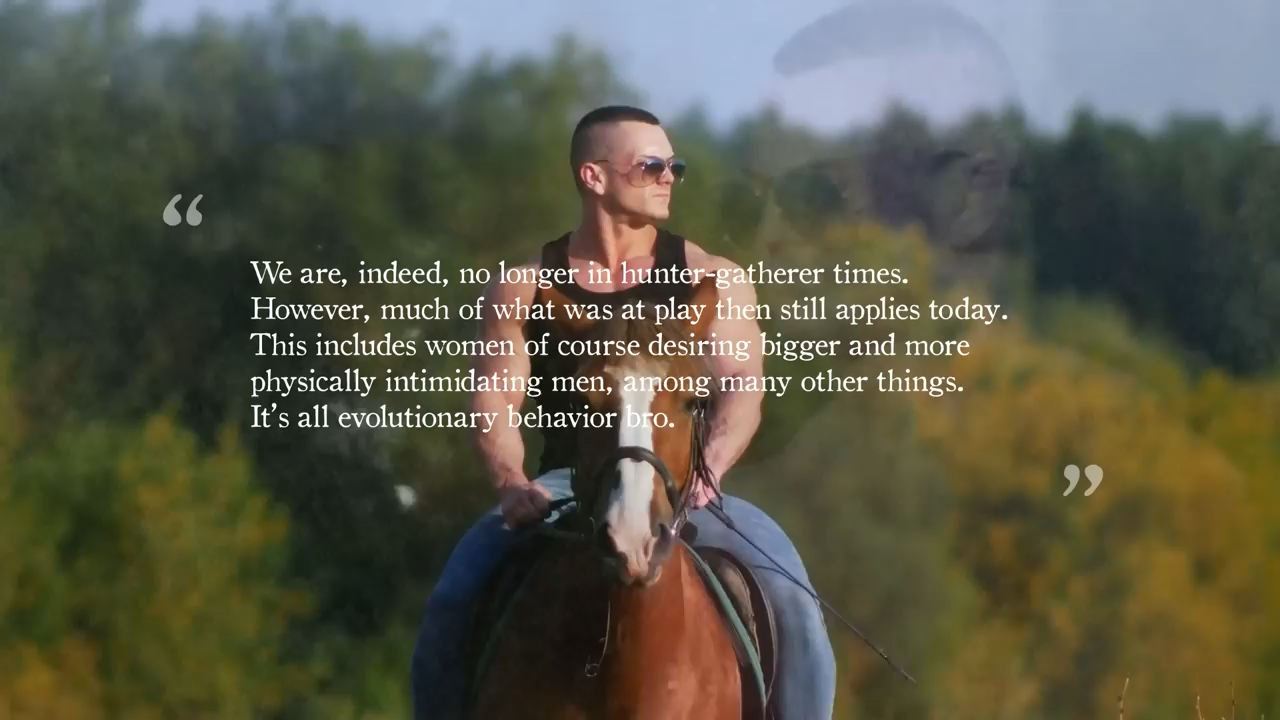 “
We are, indeed, no longer in hunter-gatherer times.
However, much of what was at play then still applies today.
This includes women of course desiring bigger and more
physically intimidating men, among many other things.
It’s all evolutionary behavior bro.
”